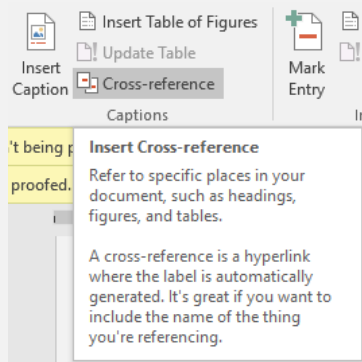 Insert Table of Figures
Update Table
Cross-reference
Insert
Caption
Captions
Mark
Entry
't being
proofed.
Insert Cross-reference
Refer to specific places in your
document, such as headings,
figures, and tables.
A cross-reference is a hyperlink
where the label is automatically
generated. It's great if you want to
include the name of the thing
you're referencing.